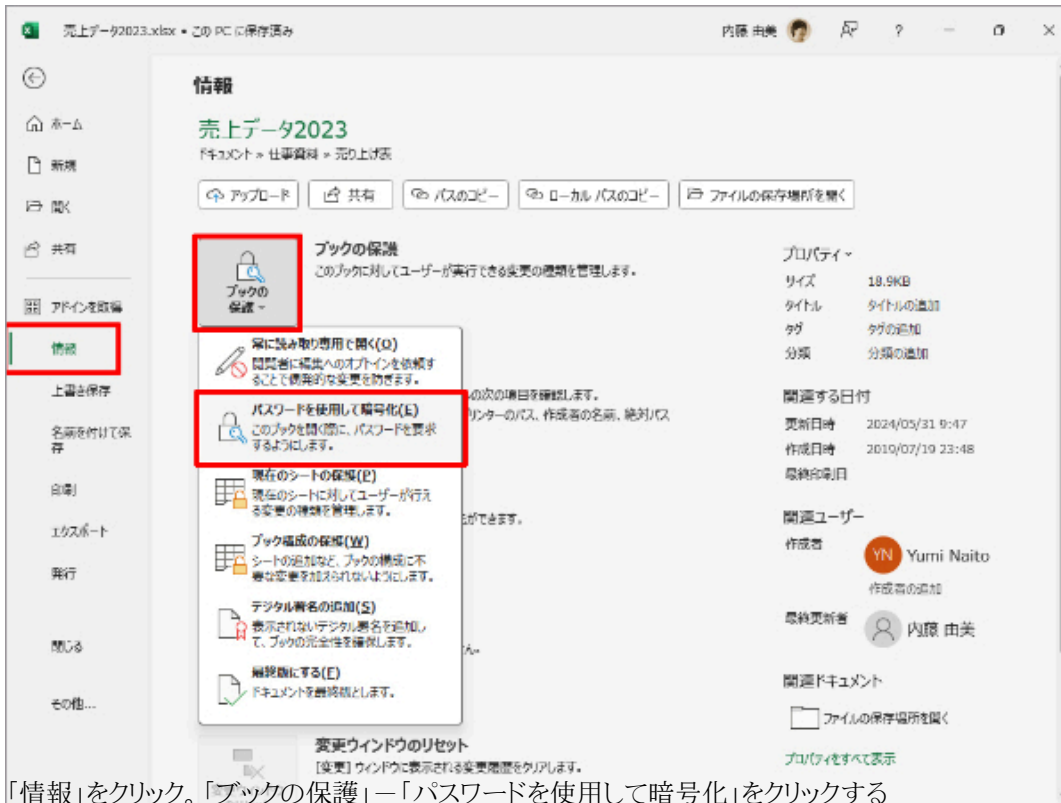 売上データ2023.xlsx • この PC に保存済み
内藤 由美
?
情報
ホーム
売上データ2023
ドキュメント » 仕事資料 » 売り上げ表
新規
アップロード
共有
パスのコピー
ローカル パスのコピー
ファイルの保存場所を開く
開く
共有
ブックの保護
このブックに対してユーザーが実行できる変更の種類を管理します。
ブックの
保護
プロパティ
サイズ 18.9KB
タイトル タイトルの追加
タグ タグの追加
分類 分類の追加
アドインを取得
情報
上書き保存
名前を付けて保
存
印刷
エクスポート
発行
閉じる
その他...
常に読み取り専用で開く(O)
閲覧者に編集へのオプトインを依頼す
ることで偶発的な変更を防ぎます。
パスワードを使用して暗号化(E)
このブックを開く際に、パスワードを要求
するようにします。
の次の項目を確認します。
リンターのパス、作成者の名前、絶対パス
現在のシートの保護(P)
現在のシートに対してユーザーが行え
る変更の種類を管理します。
ができます。
ブック構成の保護(W)
シートの追加など、ブックの構成に不
要な変更を加えられないようにします。
デジタル署名の追加(S)
表示されないデジタル署名を追加し
て、ブックの完全性を確保します。
最終版にする(F)
ドキュメントを最終版とします。
関連する日付
更新日時 2024/05/31 9:47
作成日時 2019/07/19 23:48
最終印刷日
関連ユーザー
作成者 YN Yumi Naito
作成者の追加
最終更新者 内藤 由美
関連ドキュメント
ファイルの保存場所を開く
プロパティをすべて表示
変更ウィンドウのリセット
[変更] ウィンドウに表示される変更履歴をクリアします。
「情報」をクリック。「ブックの保護」－「パスワードを使用して暗号化」をクリックする